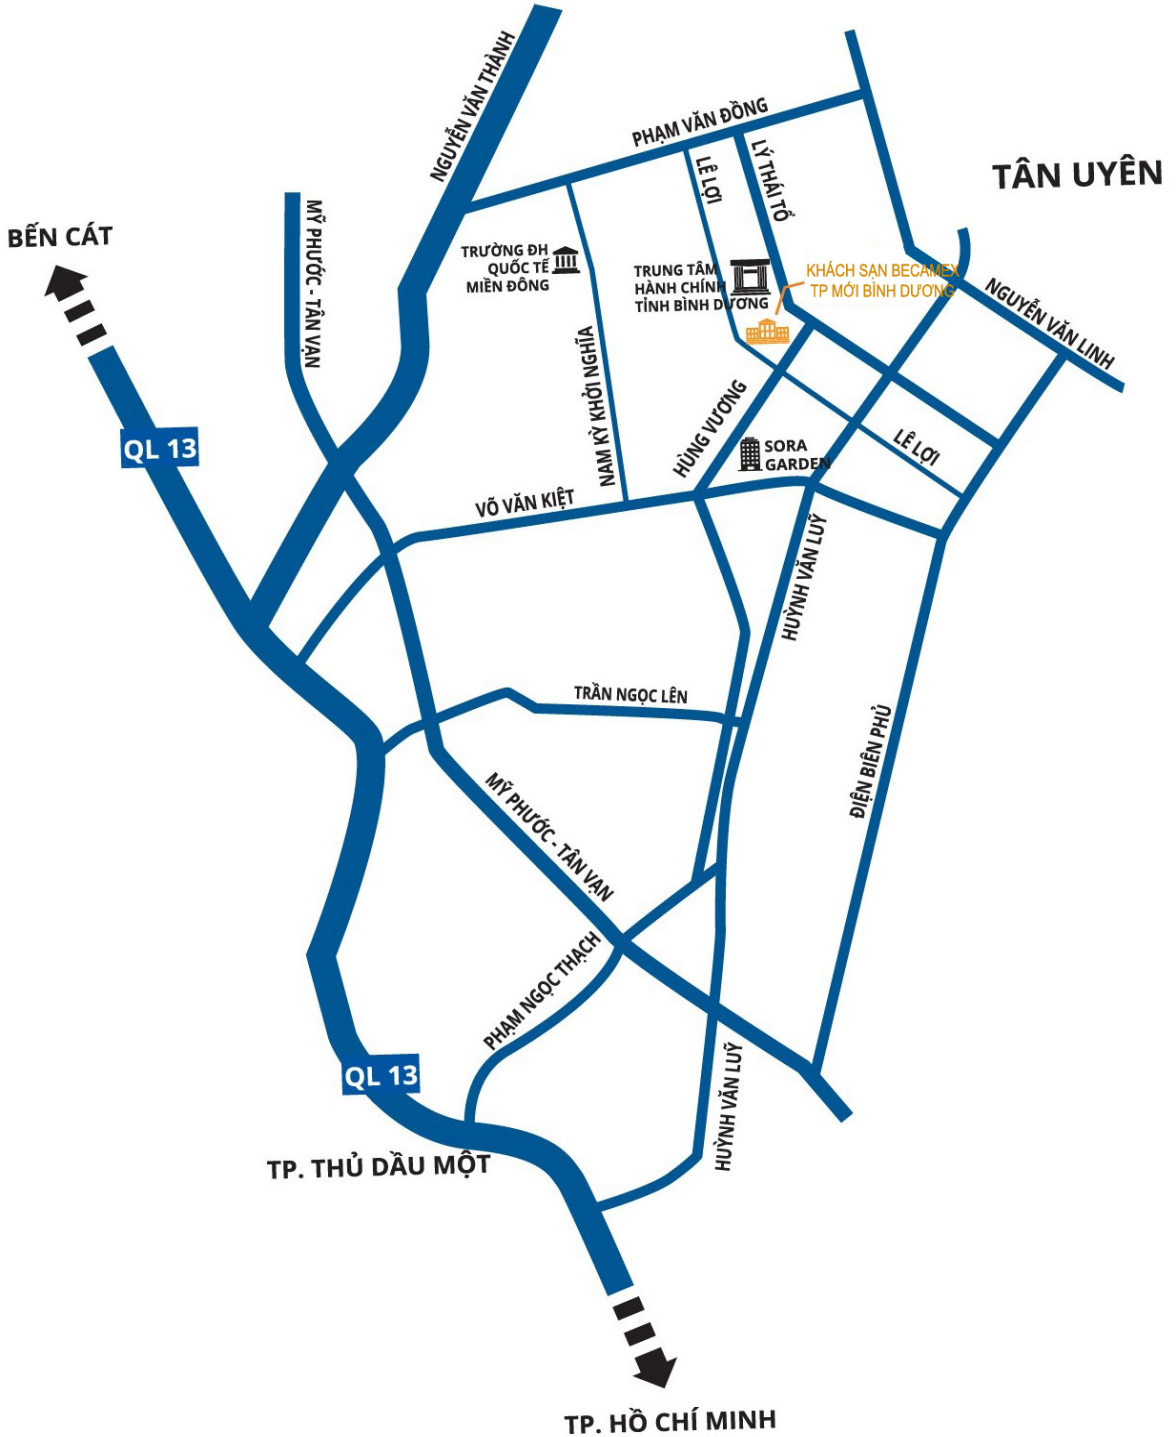 NGUYỄN VĂN THÀNH
PHẠM VĂN ĐỒNG
LÊ LỢI
LÝ THÁI TỔ
TÂN UYÊN
MỸ PHƯỚC - TÂN VẠN
BẾN CÁT
TRƯỜNG ĐH
QUỐC TẾ
MIỀN ĐÔNG
TRUNG TÂM
HÀNH CHÍNH
TỈNH BÌNH DƯƠNG
KHÁCH SẠN BECAMEX
TP MỚI BÌNH DƯƠNG
NGUYỄN VĂN LINH
NAM KỲ KHỞI NGHĨA
HÙNG VƯƠNG
QL 13
SORA
GARDEN
LÊ LỢI
VÕ VĂN KIỆT
HUỲNH VĂN LUỸ
TRẦN NGỌC LÊN
ĐIỆN BIÊN PHỦ
MỸ PHƯỚC - TÂN VẠN
PHẠM NGỌC THẠCH
QL 13
HUỲNH VĂN LUỸ
TP. THỦ DẦU MỘT
TP. HỒ CHÍ MINH